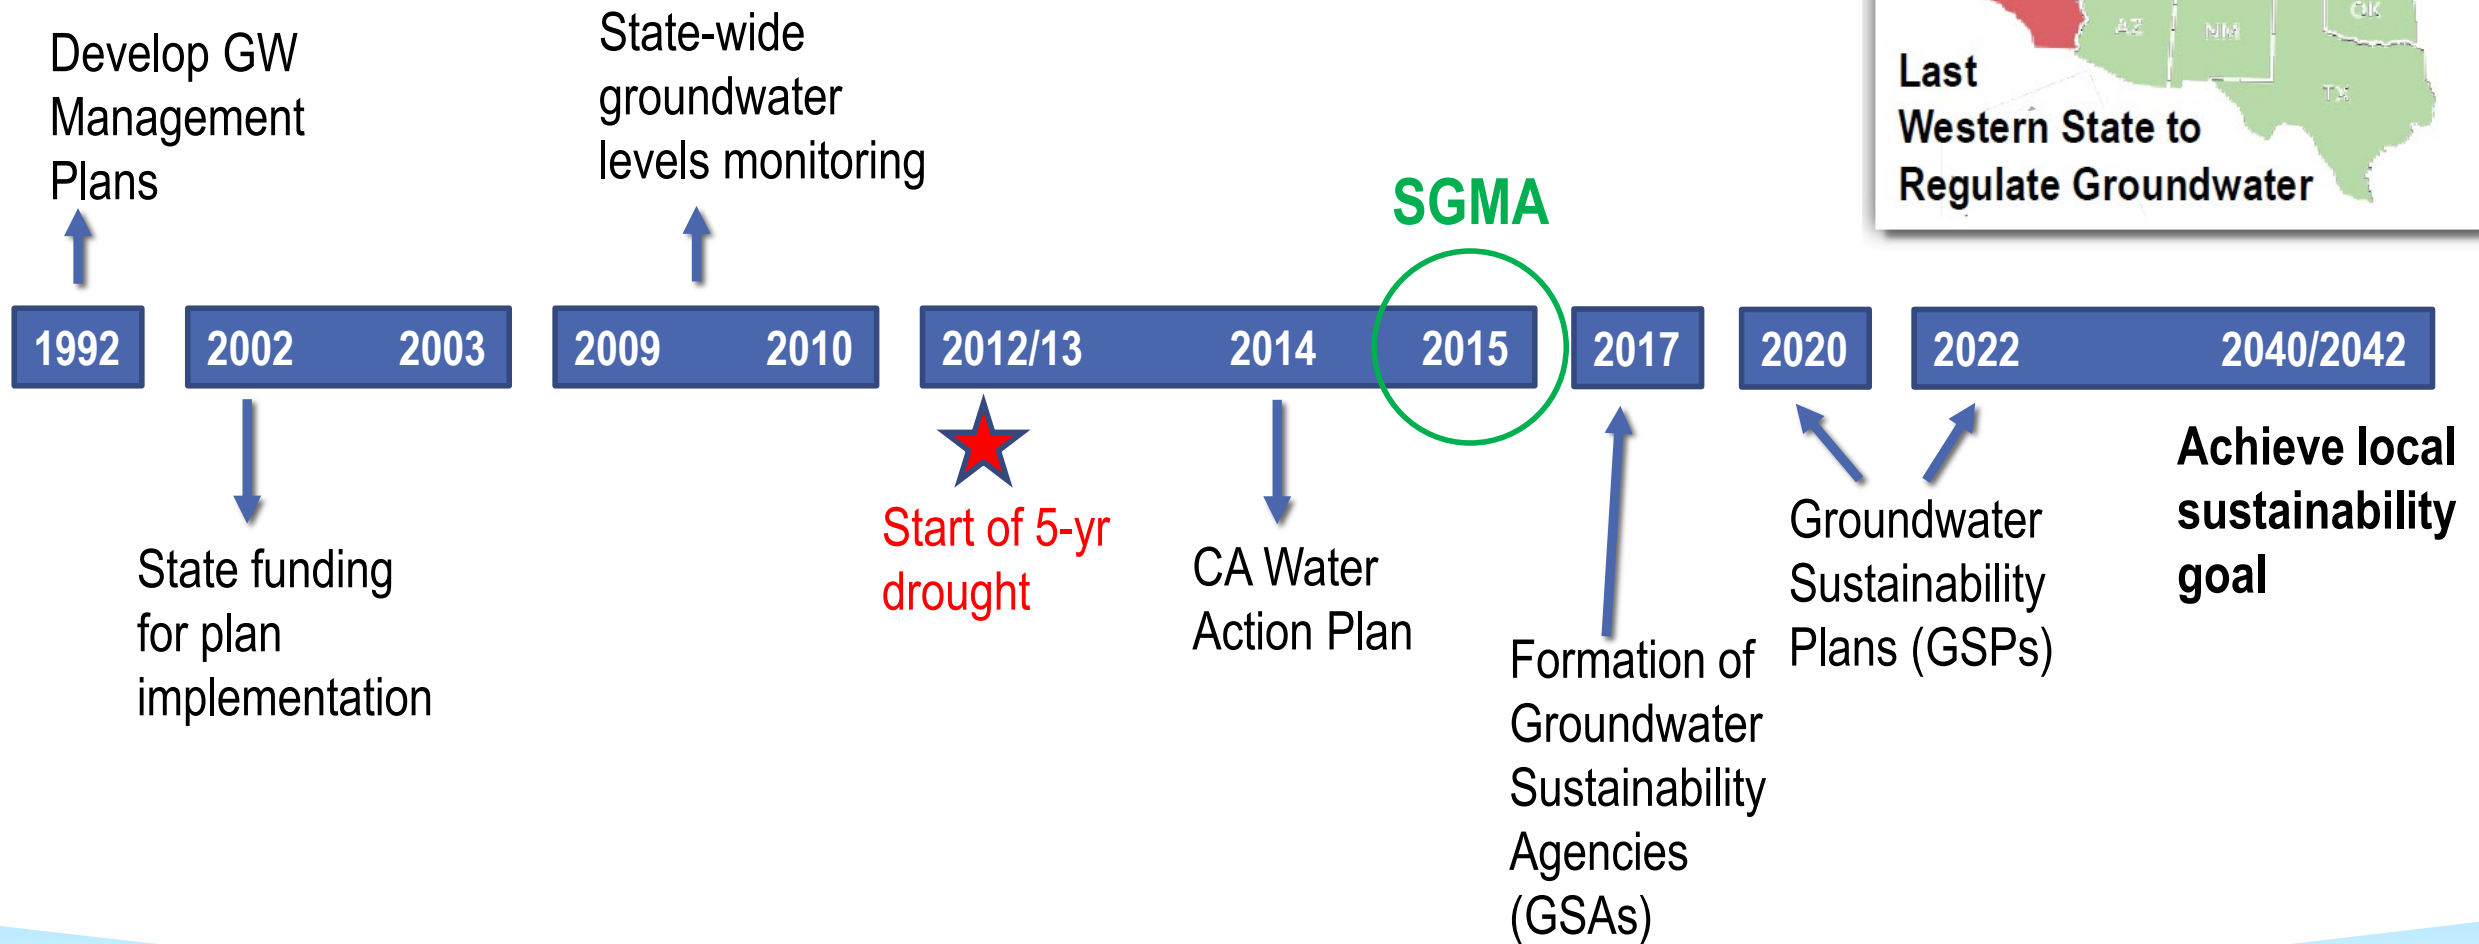 Develop GW
Management
Plans
State-wide
groundwater
levels monitoring
SGMA
AZ
NM
OK
TX
Last
Western State to
Regulate Groundwater
1992
2002
2003
2009
2010
2012/13
2014
2015
2017
2020
2022
2040/2042
State funding
for plan
implementation
Start of 5-yr
drought
CA Water
Action Plan
Formation of
Groundwater
Sustainability
Agencies
(GSAs)
Groundwater
Sustainability
Plans (GSPs)
Achieve local
sustainability
goal